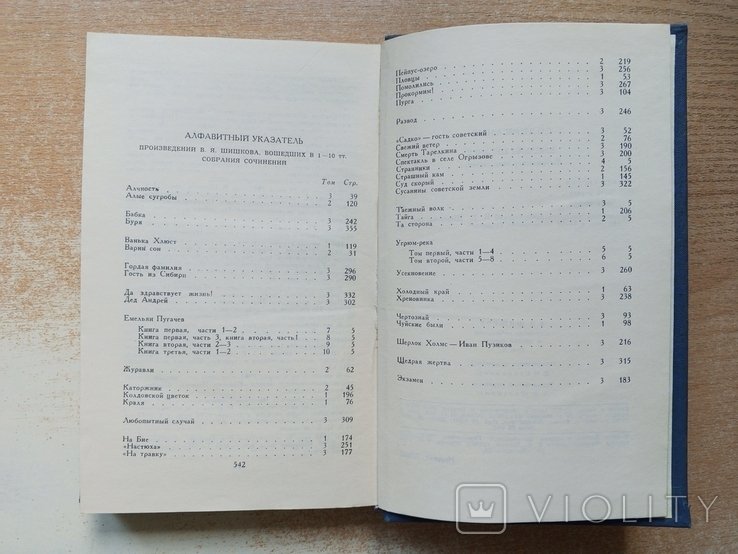 АЛФАВИТНЫЙ УКАЗАТЕЛЬ
ПРОИЗВЕДЕНИЙ В. Я. ШИШКОВА, ВОШЕДШИХ В 1—10 тт.
СОБРАНИЯ СОЧИНЕНИЙ
Том Стр.
Алчность 3 39
Алые сугробы 2 120
Бабка 3 242
Буря 3 355
Ванька Хлюст 1 119
Варин сон 2 31
Гордая фамилия 3 296
Гость из Сибири 3 290
Да здравствует жизнь! 3 332
Дед Андрей 3 302
Емельян Пугачев
Книга первая, части 1—2 7 5
Книга первая, часть 3, книга вторая, часть 1 8 5
Книга вторая, части 2—3 9 5
Книга третья, части 1—2 10 5
Журавли 2 62
Каторжник 2 45
Колдовской цветок 1 196
Краля 1 76
Любопытный случай 3 309
На Бие 1 174
«Настюха» 3 251
«На травку» 3 177
542
Пейпус-озеро 2 219
Пловцы 3 256
Помолились 1 53
Прокормим! 3 267
Пурга 3 104
Развод 3 246
«Садко» — гость советский 3 52
Свежий ветер 2 76
Смерть Тарелкина 3 190
Спектакль в селе Огрызове 3 200
Странники 4 5
Страшный кам 2 156
Суд скорый 1 145
Сусанины советской земли 3 322
Таежный волк 3 5
Тайга 1 206
Та сторона 2 5
Угрюм-река
Том первый, части 1—4 5 5
Том второй, части 5—8 6 5
Усекновение 3 260
Холодный край 1 63
Хреновинка 3 238
Чертознай 3 93
Чуйские были 1 98
Шерлок Холмс — Иван Пузиков 3 216
Щедрая жертва 3 315
Экзамен 3 183
VIOLITY